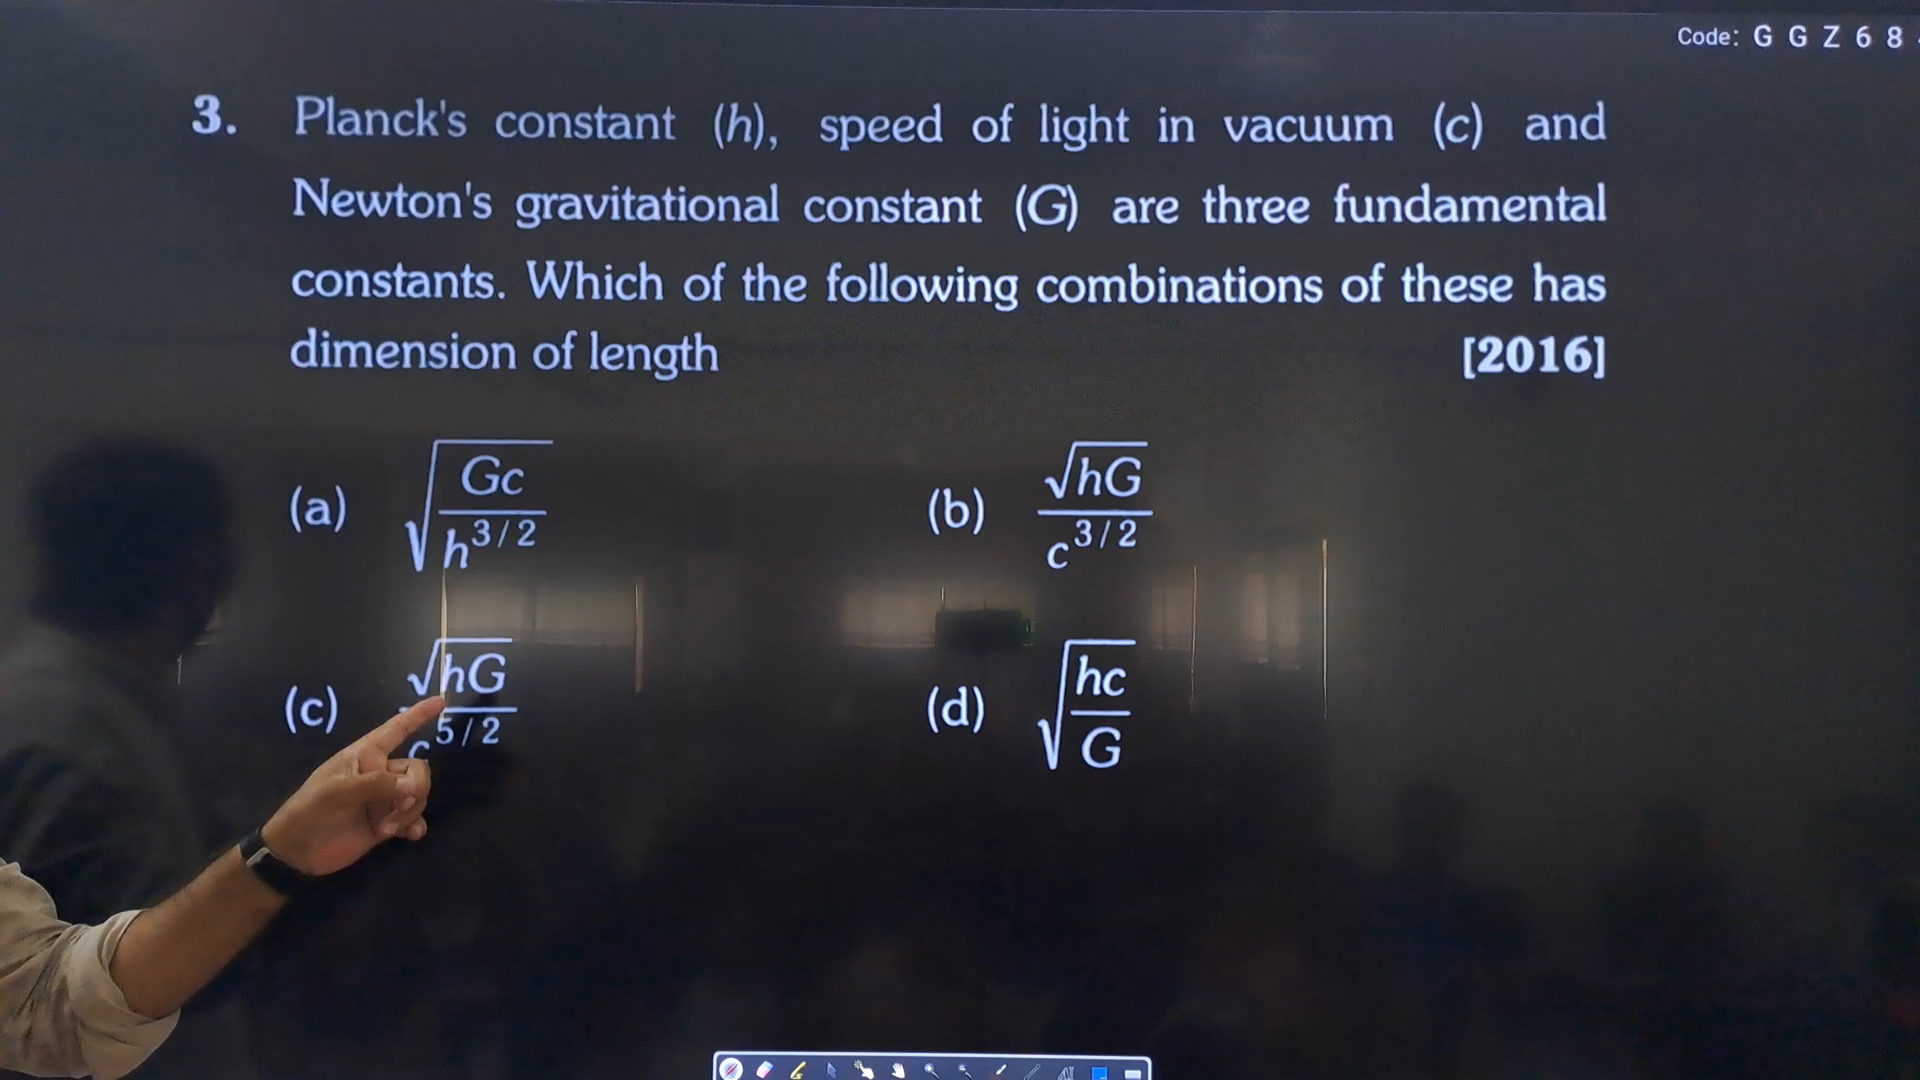 Code: G G Z 6 8
3. Planck's constant (h), speed of light in vacuum (c) and
Newton's gravitational constant (G) are three fundamental
constants. Which of the following combinations of these has
dimension of length [2016]
(a) √(Gc / h^3/2) (b) √hG / c^3/2
(c) √hG / c^5/2 (d) √(hc / G)